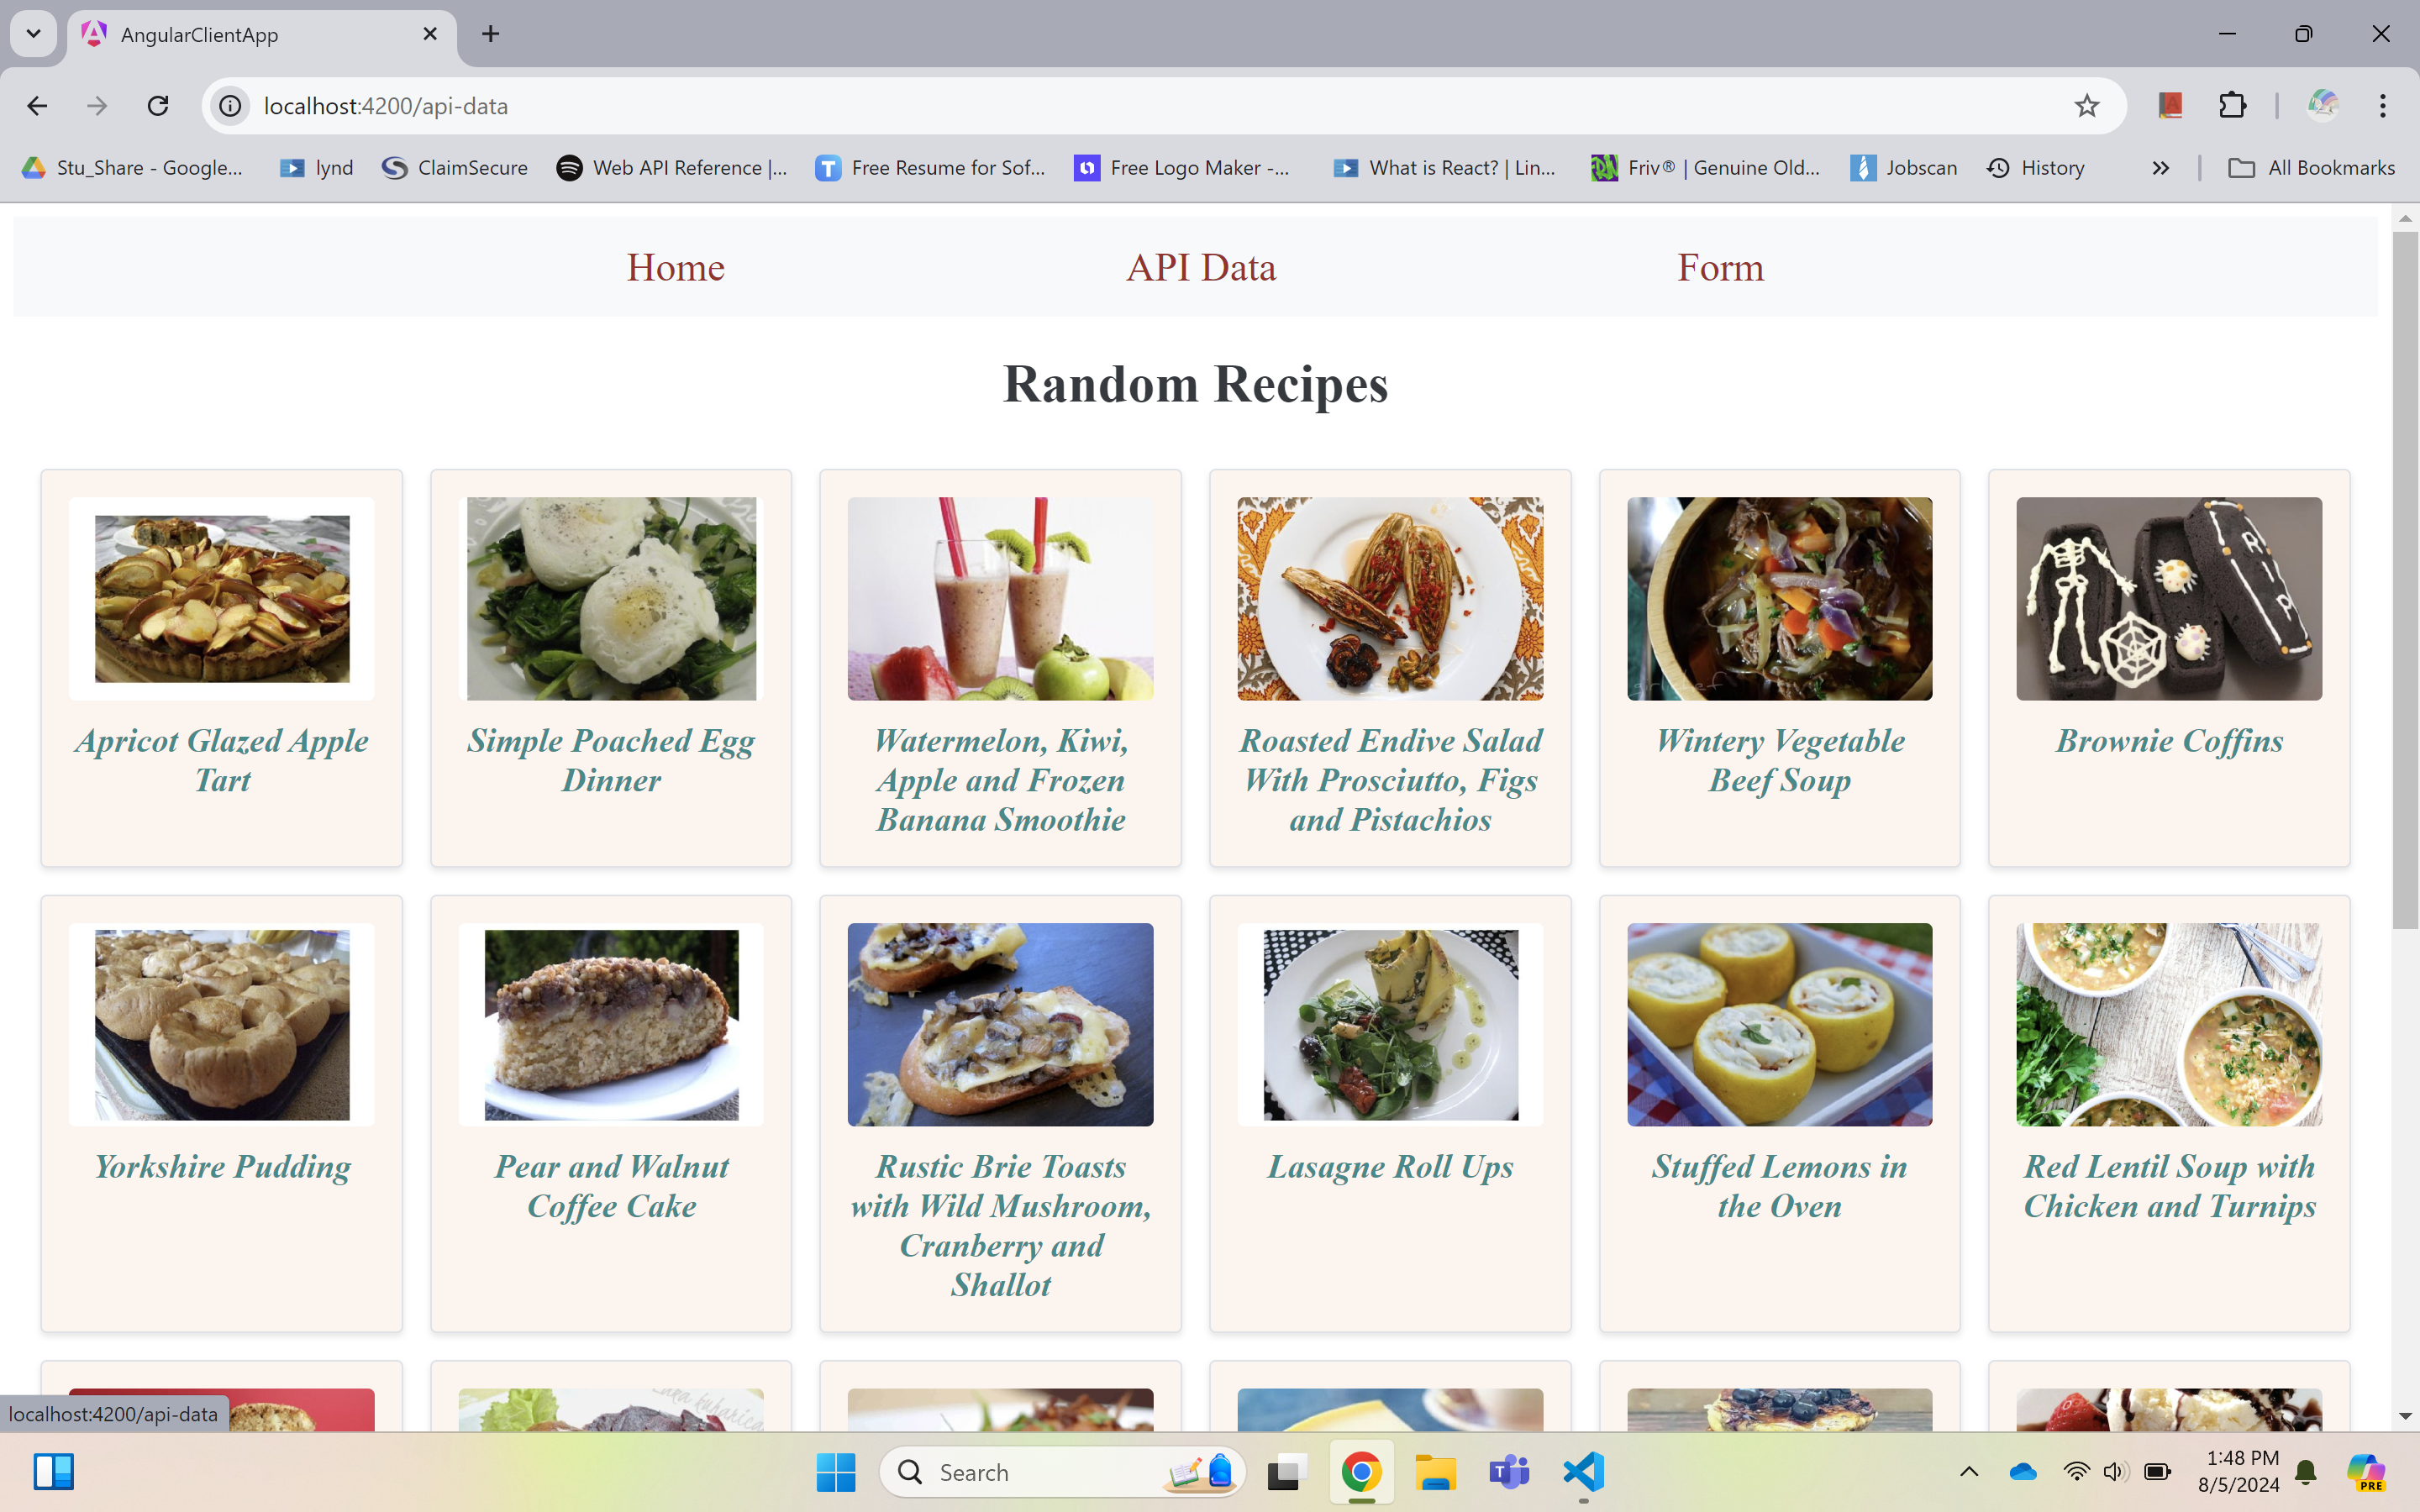 AngularClientApp
localhost:4200/api-data
Stu_Share - Google...
lynd
ClaimSecure
Web API Reference |...
Free Resume for Sof...
Free Logo Maker -...
What is React? | Lin...
Friv® | Genuine Old...
Jobscan
History
All Bookmarks
Home
API Data
Form
Random Recipes
Apricot Glazed Apple
Tart
Simple Poached Egg
Dinner
Watermelon, Kiwi,
Apple and Frozen
Banana Smoothie
Roasted Endive Salad
With Prosciutto, Figs
and Pistachios
Wintery Vegetable
Beef Soup
RIP
Brownie Coffins
Yorkshire Pudding
Pear and Walnut
Coffee Cake
Rustic Brie Toasts
with Wild Mushroom,
Cranberry and
Shallot
Lasagne Roll Ups
Stuffed Lemons in
the Oven
Red Lentil Soup with
Chicken and Turnips
localhost:4200/api-data
Search
1:48 PM
8/5/2024
PRE